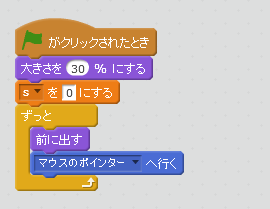 がクリックされたとき
大きさを 30 % にする
s を 0 にする
ずっと
前に出す
マウスのポインター へ行く